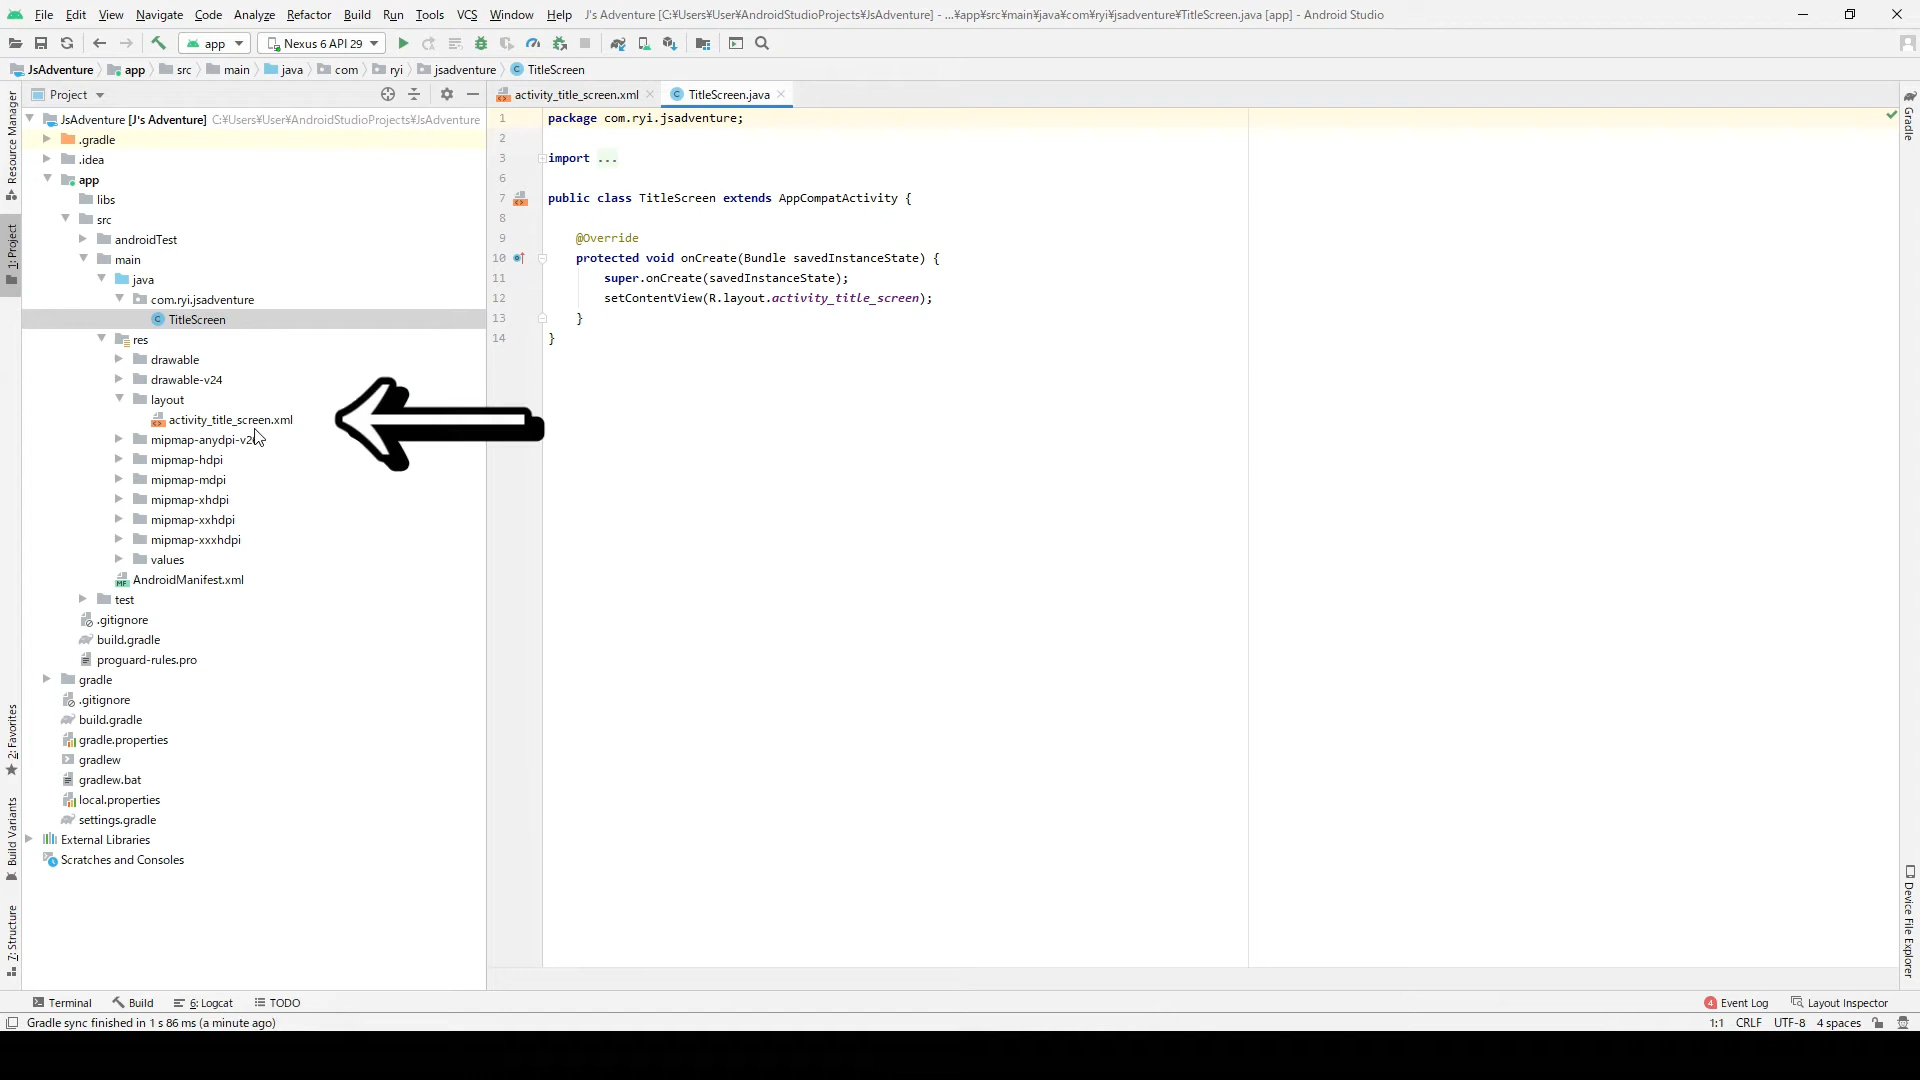 File Edit View Navigate Code Analyze Refactor Build Run Tools VCS Window Help J's Adventure [C:¥Users¥User¥AndroidStudioProjects¥JsAdventure] - ...¥app¥src¥main¥java¥com¥ryi¥jsadventure¥TitleScreen.java [app] - Android Studio
app Nexus 6 API 29
JsAdventure app src main java com ryi jsadventure TitleScreen
Project
activity_title_screen.xml TitleScreen.java
Resource Manager
1: Project
2: Favorites
Build Variants
7: Structure
JsAdventure [J's Adventure] C:¥Users¥User¥AndroidStudioProjects¥JsAdventure
.gradle
.idea
app
libs
src
androidTest
main
java
com.ryi.jsadventure
TitleScreen
res
drawable
drawable-v24
layout
activity_title_screen.xml
mipmap-anydpi-v2
mipmap-hdpi
mipmap-mdpi
mipmap-xhdpi
mipmap-xxhdpi
mipmap-xxxhdpi
values
AndroidManifest.xml
test
.gitignore
build.gradle
proguard-rules.pro
gradle
.gitignore
build.gradle
gradle.properties
gradlew
gradlew.bat
local.properties
settings.gradle
External Libraries
Scratches and Consoles
1 package com.ryi.jsadventure;
2
3 import ...
6
7 public class TitleScreen extends AppCompatActivity {
8
9 @Override
10 protected void onCreate(Bundle savedInstanceState) {
11 super.onCreate(savedInstanceState);
12 setContentView(R.layout.activity_title_screen);
13 }
14 }
Gradle
Device File Explorer
Terminal Build 6: Logcat TODO 4 Event Log Layout Inspector
Gradle sync finished in 1 s 86 ms (a minute ago) 1:1 CRLF UTF-8 4 spaces